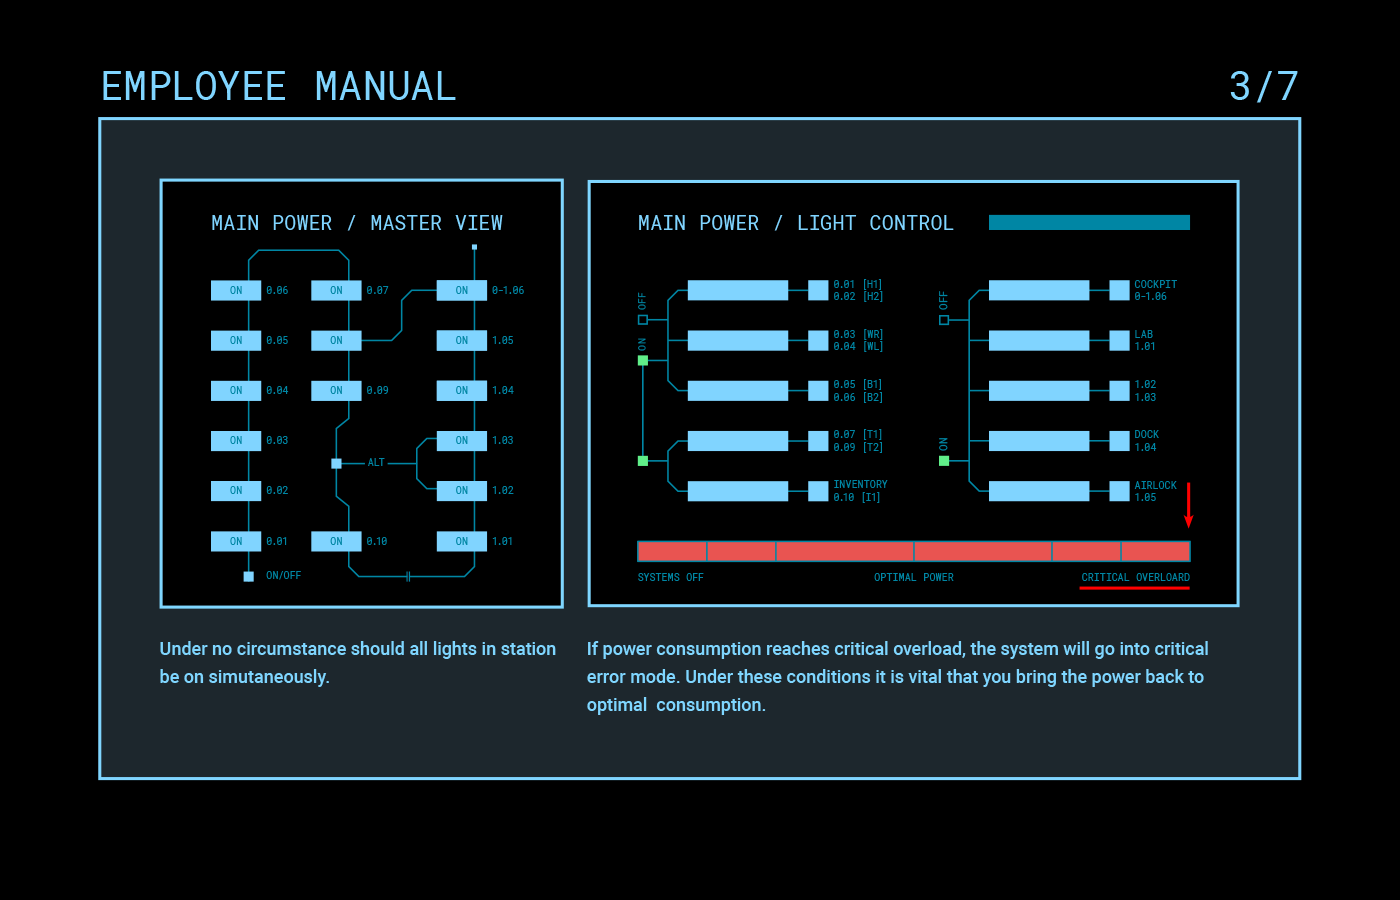 EMPLOYEE MANUAL
3/7
MAIN POWER / MASTER VIEW
ON 0.06 ON 0.07 ON 0-1.06
ON 0.05 ON ON 1.05
ON 0.04 ON 0.09 ON 1.04
ON 0.03 ON 1.03
ALT
ON 0.02 ON 1.02
ON 0.01 ON 0.10 ON 1.01
ON/OFF
MAIN POWER / LIGHT CONTROL
OFF
ON
0.01 [H1]
0.02 [H2]
0.03 [WR]
0.04 [WL]
0.05 [B1]
0.06 [B2]
0.07 [T1]
0.09 [T2]
INVENTORY
0.10 [I1]
OFF
ON
COCKPIT
0-1.06
LAB
1.01
1.02
1.03
DOCK
1.04
AIRLOCK
1.05
SYSTEMS OFF OPTIMAL POWER CRITICAL OVERLOARD
Under no circumstance should all lights in station
be on simutaneously.
If power consumption reaches critical overload, the system will go into critical
error mode. Under these conditions it is vital that you bring the power back to
optimal  consumption.